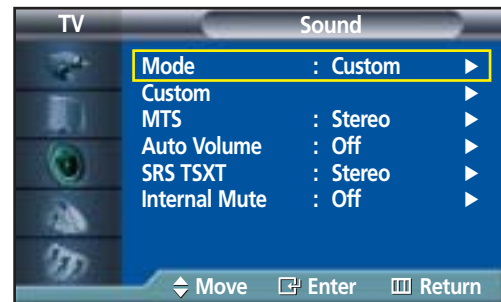 TV Sound
Mode : Custom
Custom
MTS : Stereo
Auto Volume : Off
SRS TSXT : Stereo
Internal Mute : Off
Move Enter Return